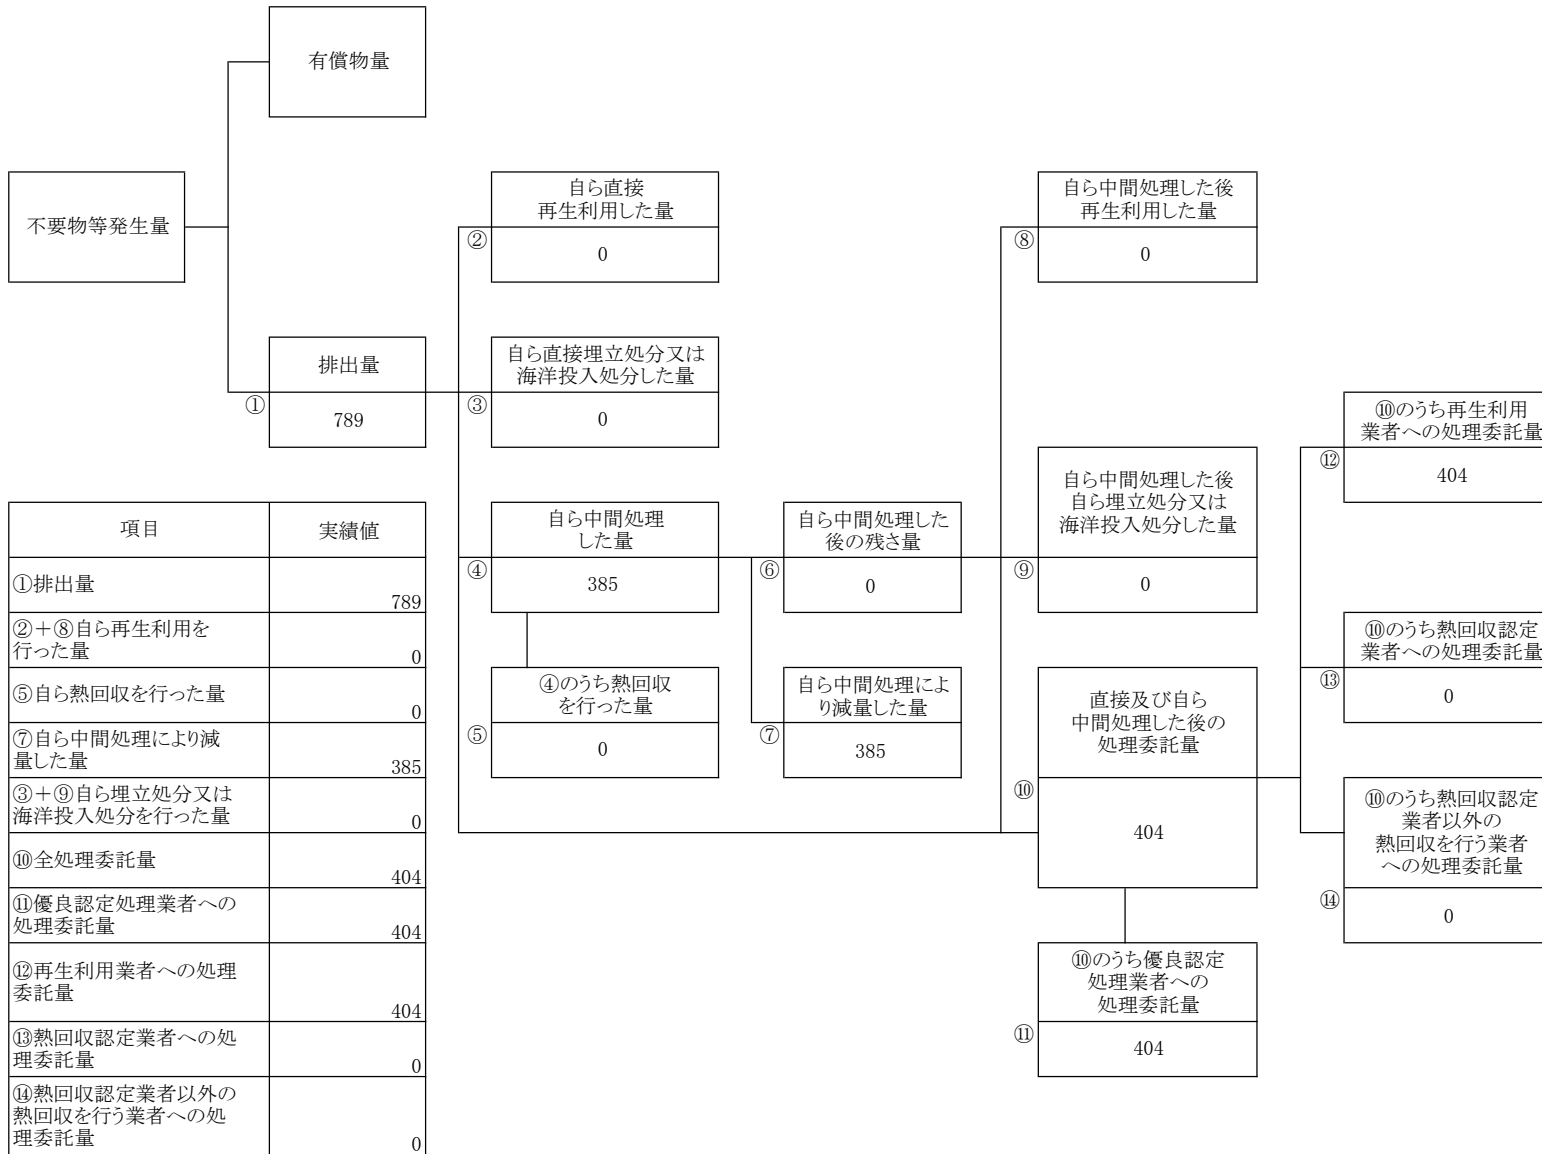 有償物量
不要物等発生量
自ら直接
再生利用した量
②
0
自ら中間処理した後
再生利用した量
⑧
0
排出量
①
789
自ら直接埋立処分又は
海洋投入処分した量
③
0
⑩のうち再生利用
業者への処理委託量
⑫
404
自ら中間処理
した量
④
385
自ら中間処理した
後の残さ量
⑥
0
自ら中間処理した後
自ら埋立処分又は
海洋投入処分した量
⑨
0
⑩のうち熱回収認定
業者への処理委託量
⑬
0
④のうち熱回収
を行った量
⑤
0
自ら中間処理によ
り減量した量
⑦
385
直接及び自ら
中間処理した後の
処理委託量
⑩
404
⑩のうち熱回収認定
業者以外の
熱回収を行う業者
への処理委託量
⑭
0
⑩のうち優良認定
処理業者への
処理委託量
⑪
404
項目 実績値
①排出量
789
②＋⑧自ら再生利用を
行った量 0
⑤自ら熱回収を行った量
0
⑦自ら中間処理により減
量した量 385
③＋⑨自ら埋立処分又は
海洋投入処分を行った量 0
⑩全処理委託量
404
⑪優良認定処理業者への
処理委託量 404
⑫再生利用業者への処理
委託量
404
⑬熱回収認定業者への処
理委託量 0
⑭熱回収認定業者以外の
熱回収を行う業者への処
理委託量 0